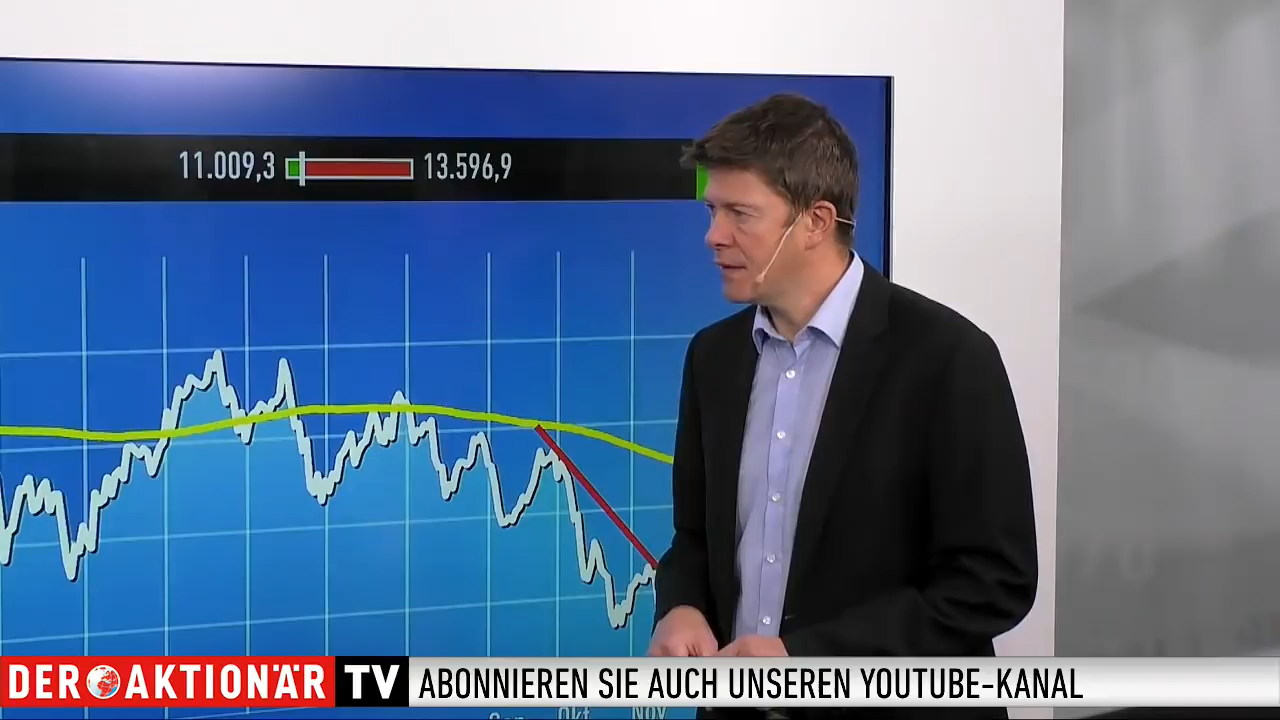 11.009,3 13.596,9
DER AKTIONÄR TV ABONNIEREN SIE AUCH UNSEREN YOUTUBE-KANAL
Okt Nov